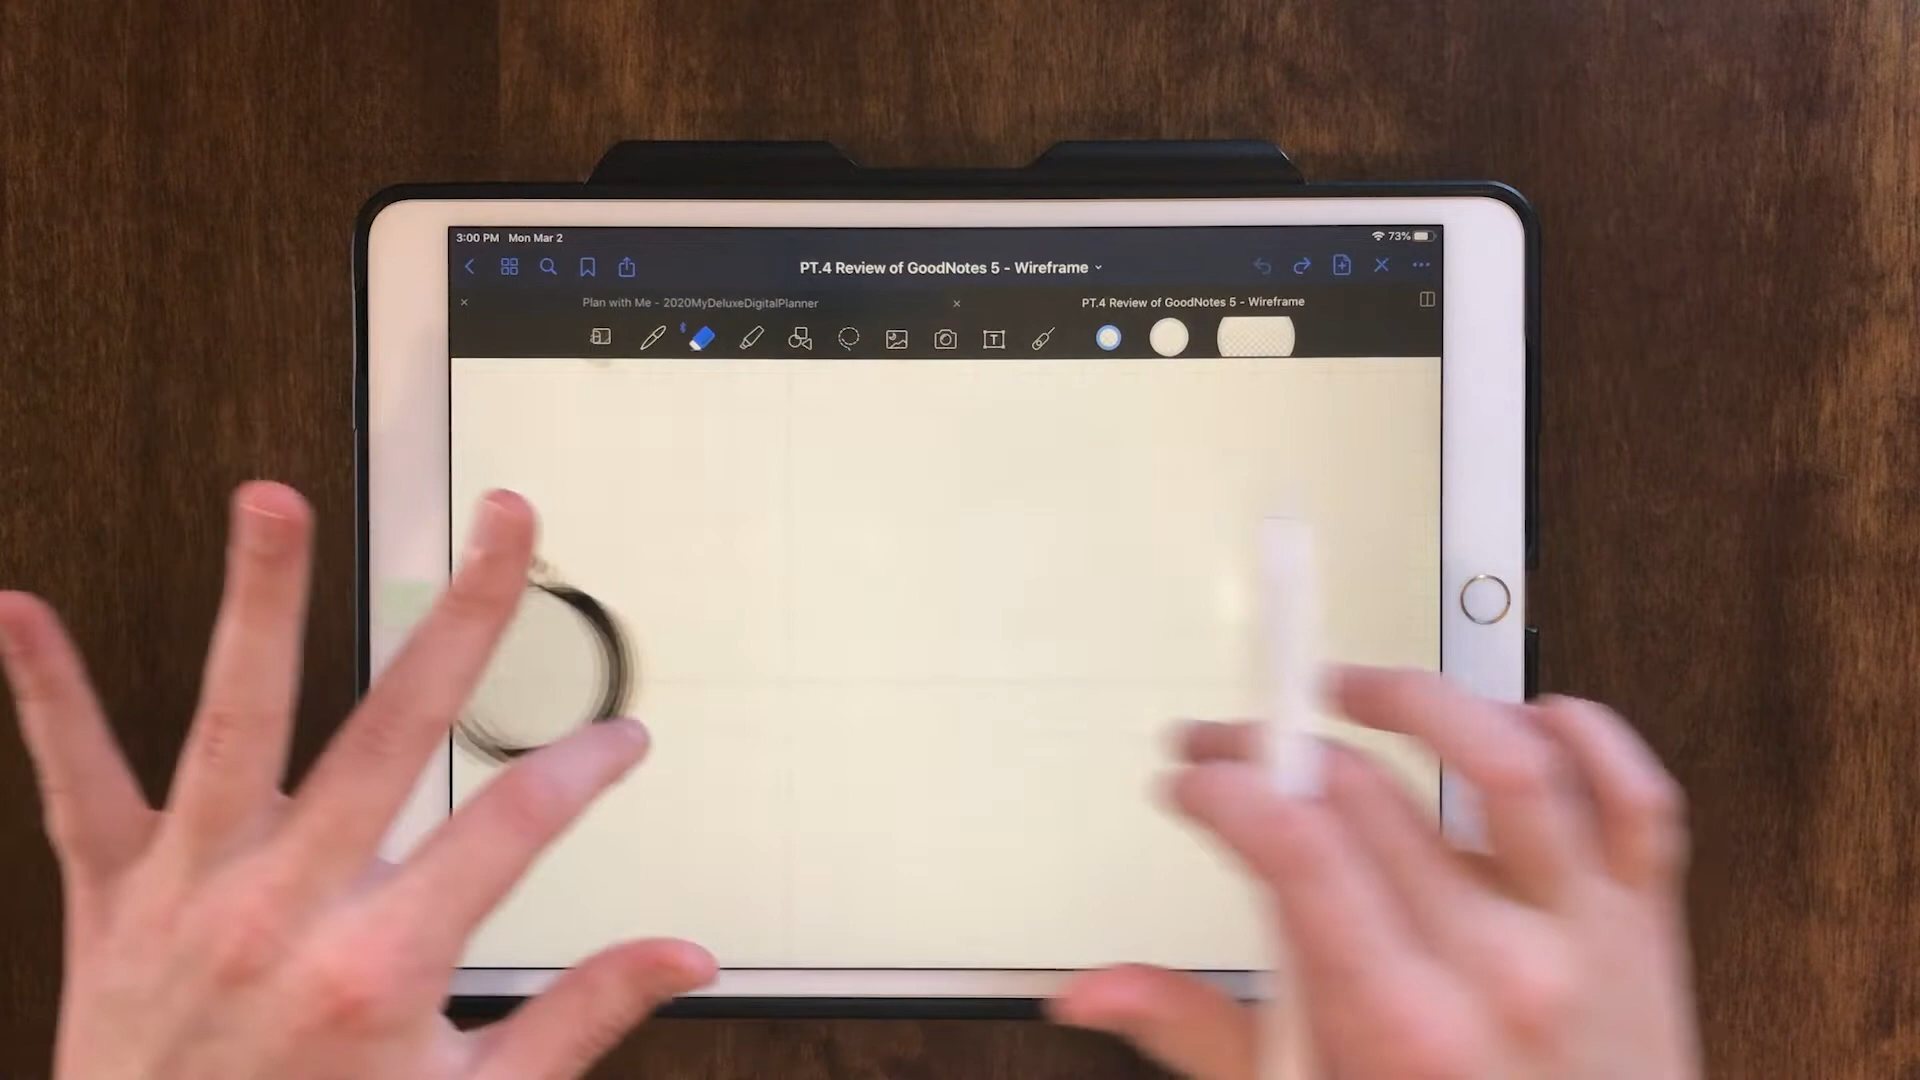 3:00 PM Mon Mar 2
73%
PT.4 Review of GoodNotes 5 - Wireframe
Plan with Me - 2020MyDeluxeDigitalPlanner
PT.4 Review of GoodNotes 5 - Wireframe
T